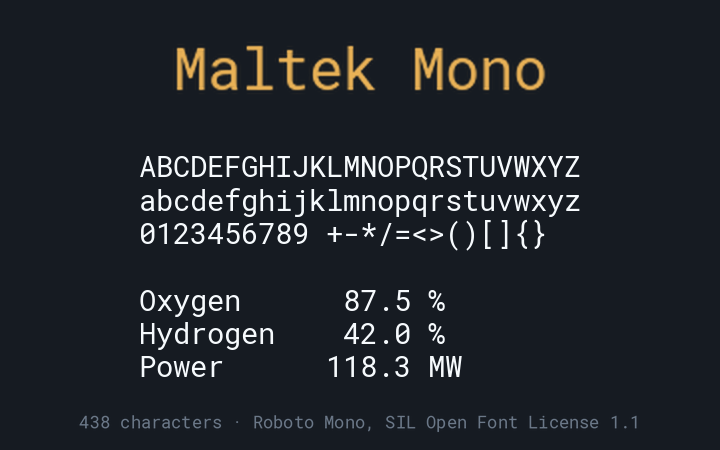 Maltek Mono
ABCDEFGHIJKLMNOPQRSTUVWXYZ
abcdefghijklmnopqrstuvwxyz
0123456789 +-*/=<>()[]{}
Oxygen      87.5 %
Hydrogen    42.0 %
Power      118.3 MW
438 characters · Roboto Mono, SIL Open Font License 1.1